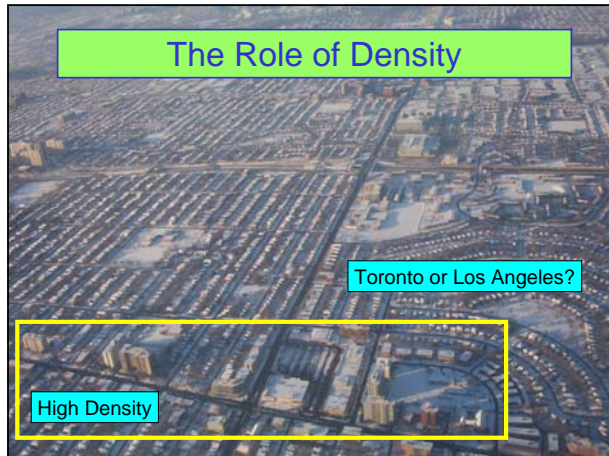 The Role of Density
Toronto or Los Angeles?
High Density